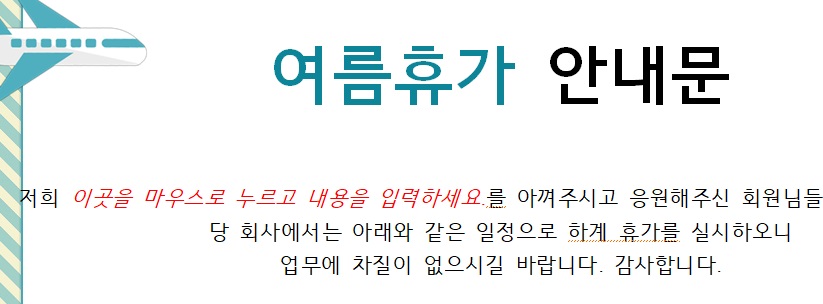 여름휴가 안내문
저희 이곳을 마우스로 누르고 내용을 입력하세요.를 아껴주시고 응원해주신 회원님들
당 회사에서는 아래와 같은 일정으로 하계 휴가를 실시하오니
업무에 차질이 없으시길 바랍니다. 감사합니다.